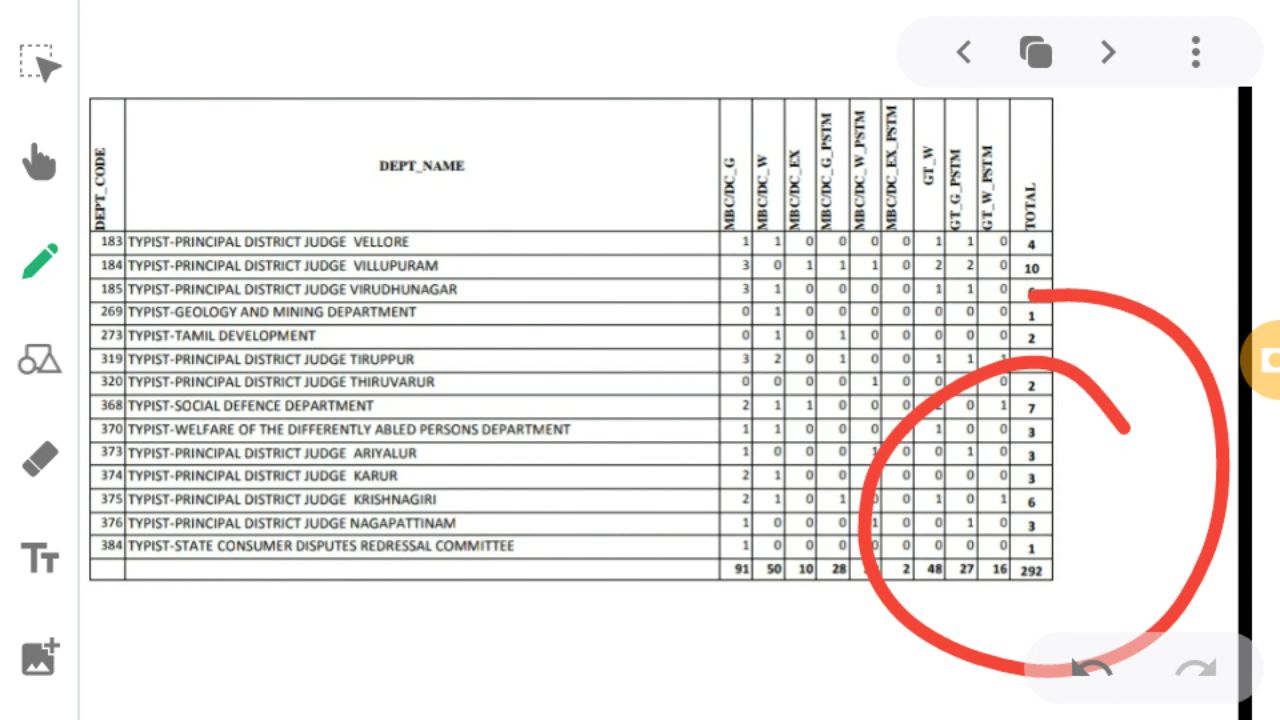 DEPT_CODE DEPT_NAME MBC/DC_G MBC/DC_W MBC/DC_EX MBC/DC_G_PSTM MBC/DC_W_PSTM MBC/DC_EX_PSTM GT_W GT_G_PSTM GT_W_PSTM TOTAL
183 TYPIST-PRINCIPAL DISTRICT JUDGE VELLORE 1 1 0 0 0 0 1 1 0 4
184 TYPIST-PRINCIPAL DISTRICT JUDGE VILLUPURAM 3 0 1 1 1 0 2 2 0 10
185 TYPIST-PRINCIPAL DISTRICT JUDGE VIRUDHUNAGAR 3 1 0 0 0 0 1 1 0
269 TYPIST-GEOLOGY AND MINING DEPARTMENT 0 1 0 0 0 0 0 0 0 1
273 TYPIST-TAMIL DEVELOPMENT 0 1 0 1 0 0 0 0 0 2
319 TYPIST-PRINCIPAL DISTRICT JUDGE TIRUPPUR 3 2 0 1 0 0 1 1 1
320 TYPIST-PRINCIPAL DISTRICT JUDGE THIRUVARUR 0 0 0 0 1 0 0 0 2
368 TYPIST-SOCIAL DEFENCE DEPARTMENT 2 1 1 0 0 0 0 1 7
370 TYPIST-WELFARE OF THE DIFFERENTLY ABLED PERSONS DEPARTMENT 1 1 0 0 0 1 0 0 3
373 TYPIST-PRINCIPAL DISTRICT JUDGE ARIYALUR 1 0 0 0 1 0 0 1 0 3
374 TYPIST-PRINCIPAL DISTRICT JUDGE KARUR 2 1 0 0 0 0 0 0 3
375 TYPIST-PRINCIPAL DISTRICT JUDGE KRISHNAGIRI 2 1 0 1 0 1 0 1 6
376 TYPIST-PRINCIPAL DISTRICT JUDGE NAGAPATTINAM 1 0 0 0 1 0 0 1 0 3
384 TYPIST-STATE CONSUMER DISPUTES REDRESSAL COMMITTEE 1 0 0 0 0 0 0 0 0 1
91 50 10 28 2 48 27 16 292
TT